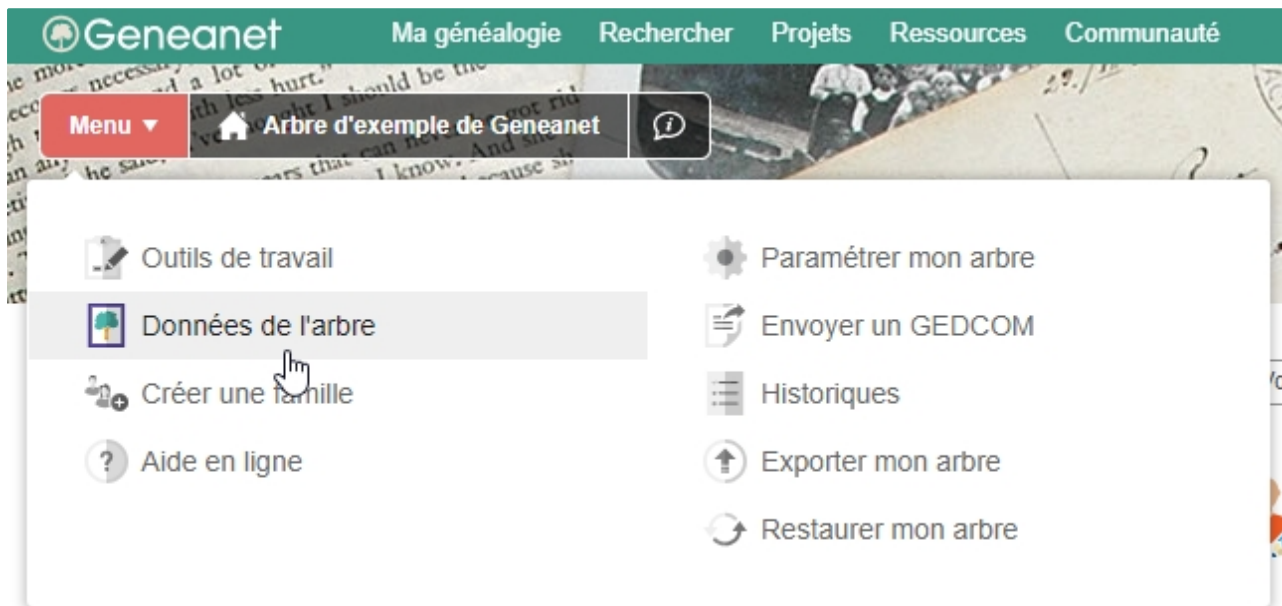 Geneanet Ma généalogie Rechercher Projets Ressources Communauté
Menu Arbre d'exemple de Geneanet
Outils de travail
Données de l'arbre
Créer une famille
Aide en ligne
Paramétrer mon arbre
Envoyer un GEDCOM
Historiques
Exporter mon arbre
Restaurer mon arbre